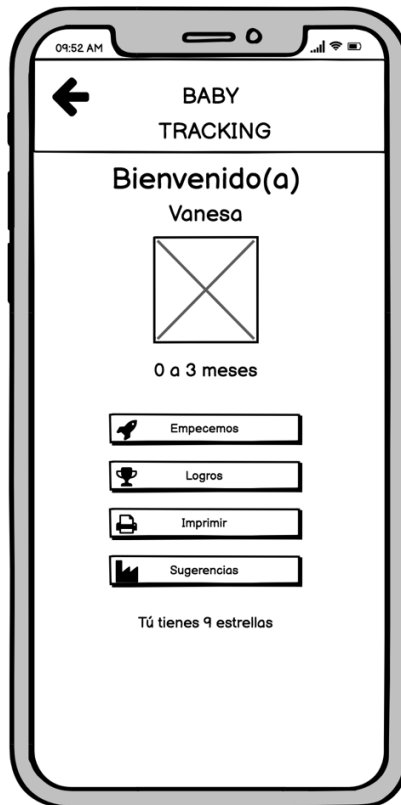 09:52 AM
BABY
TRACKING
Bienvenido(a)
Vanesa
0 a 3 meses
Empecemos
Logros
Imprimir
Sugerencias
Tú tienes 9 estrellas